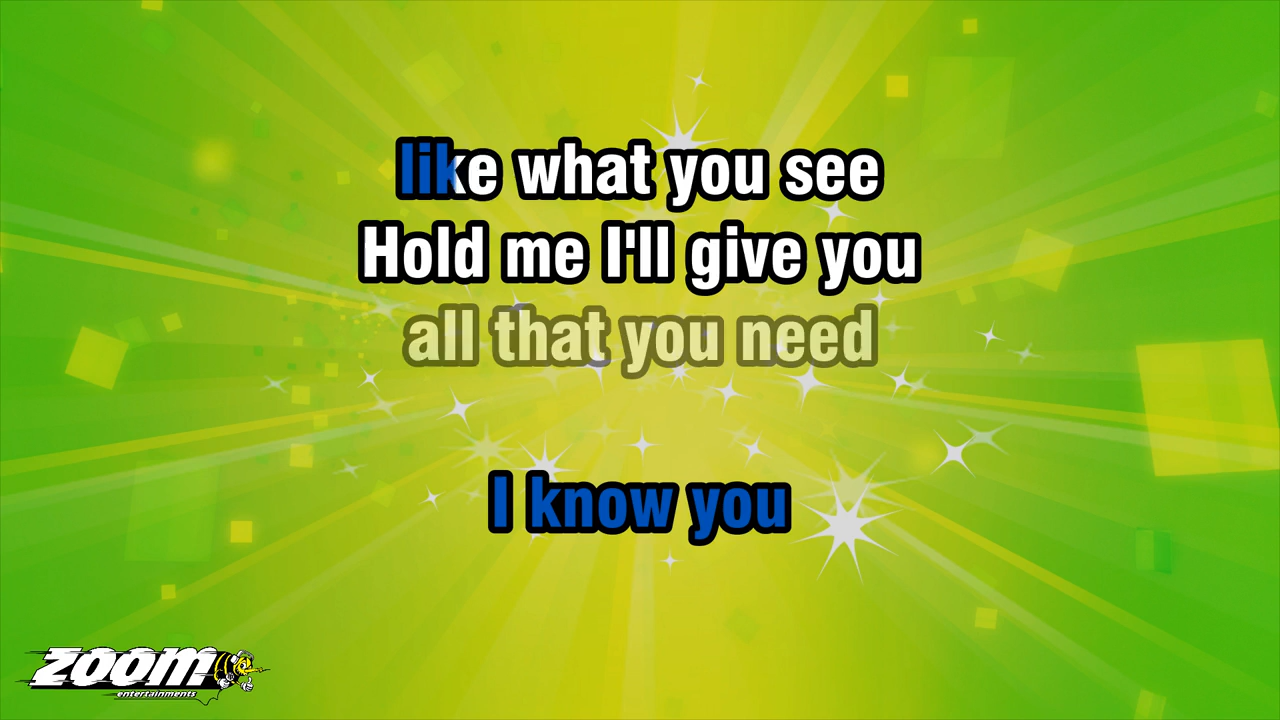 like what you see
Hold me I'll give you
all that you need
I know you
zoom
entertainments